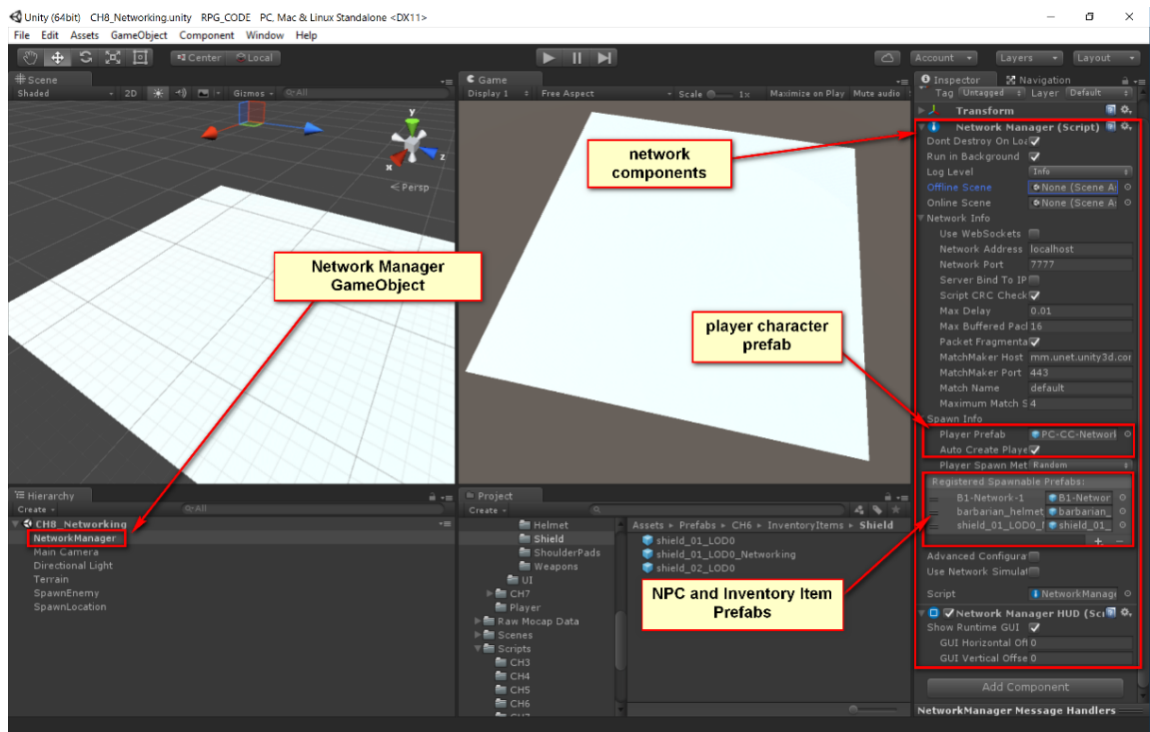 Unity (64bit) CH8_Networking.unity RPG_CODE PC, Mac & Linux Standalone <DX11>
File Edit Assets GameObject Component Window Help
Center Local
Account Layers Layout
Scene
Shaded 2D Gizmos All
y
z
x
Persp
Game
Display 1 Free Aspect Scale 1x Maximize on Play Mute audio
network
components
Network Manager
GameObject
player character
prefab
Hierarchy
Create All
CH8_Networking
NetworkManager
Main Camera
Directional Light
Terrain
SpawnEnemy
SpawnLocation
Project
Create
Helmet
Shield
ShoulderPads
Weapons
UI
CH7
Player
Raw Mocap Data
Scenes
Scripts
CH3
CH4
CH5
CH6
CH7
Assets Prefabs CH6 InventoryItems Shield
shield_01_LOD0
shield_01_LOD0_Networking
shield_02_LOD0
NPC and Inventory Item
Prefabs
Inspector Navigation
Tag Untagged Layer Default
Transform
Network Manager (Script)
Dont Destroy On Loa
Run in Background
Log Level Info
Offline Scene None (Scene A
Online Scene None (Scene A
Network Info
Use WebSockets
Network Address localhost
Network Port 7777
Server Bind To IP
Script CRC Check
Max Delay 0.01
Max Buffered Pac 16
Packet Fragmenta
MatchMaker Host mm.unet.unity3d.com
MatchMaker Port 443
Match Name default
Maximum Match S 4
Spawn Info
Player Prefab PC-CC-Network
Auto Create Playe
Player Spawn Met Random
Registered Spawnable Prefabs:
B1-Network-1 B1-Networ
barbarian_helmet barbarian_
shield_01_LOD0_ shield_01_
+ −
Advanced Configura
Use Network Simulat
Script NetworkManage
Network Manager HUD (Scr
Show Runtime GUI
GUI Horizontal Off 0
GUI Vertical Offse 0
Add Component
NetworkManager Message Handlers